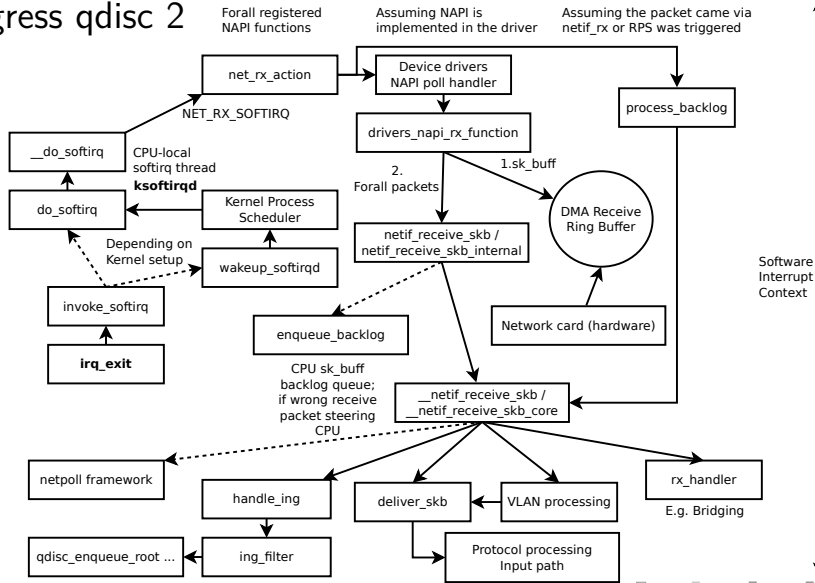 gress qdisc 2
Forall registered
NAPI functions
Assuming NAPI is
implemented in the driver
Assuming the packet came via
netif_rx or RPS was triggered
net_rx_action
Device drivers
NAPI poll handler
process_backlog
NET_RX_SOFTIRQ
drivers_napi_rx_function
__do_softirq
CPU-local
softirq thread
ksoftirqd
2.
Forall packets
1.sk_buff
do_softirq
Kernel Process
Scheduler
DMA Receive
Ring Buffer
netif_receive_skb /
netif_receive_skb_internal
Depending on
Kernel setup
wakeup_softirqd
Software
Interrupt
Context
invoke_softirq
enqueue_backlog
Network card (hardware)
irq_exit
CPU sk_buff
backlog queue;
if wrong receive
packet steering
CPU
__netif_receive_skb /
__netif_receive_skb_core
netpoll framework
handle_ing
deliver_skb
VLAN processing
rx_handler
E.g. Bridging
qdisc_enqueue_root ...
ing_filter
Protocol processing
Input path